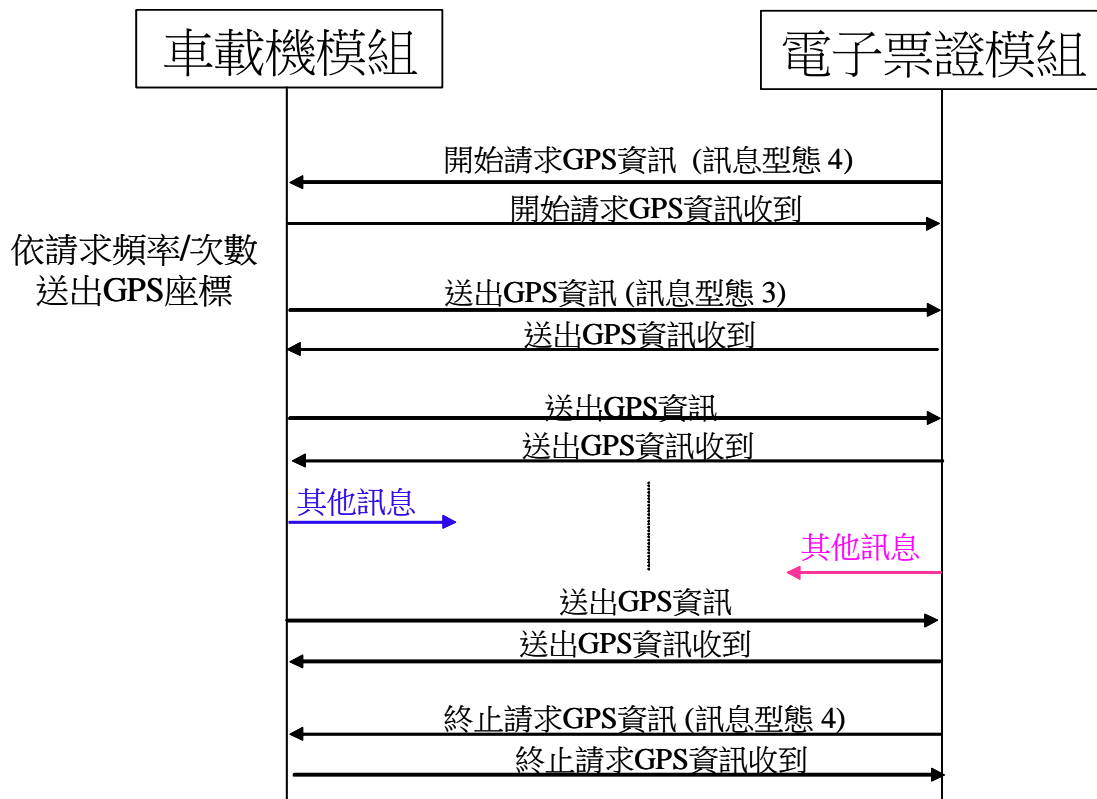 車載機模組
電子票證模組
開始請求GPS資訊 (訊息型態 4)
開始請求GPS資訊收到
依請求頻率/次數
送出GPS座標
送出GPS資訊 (訊息型態 3)
送出GPS資訊收到
送出GPS資訊
送出GPS資訊收到
其他訊息
其他訊息
送出GPS資訊
送出GPS資訊收到
終止請求GPS資訊 (訊息型態 4)
終止請求GPS資訊收到